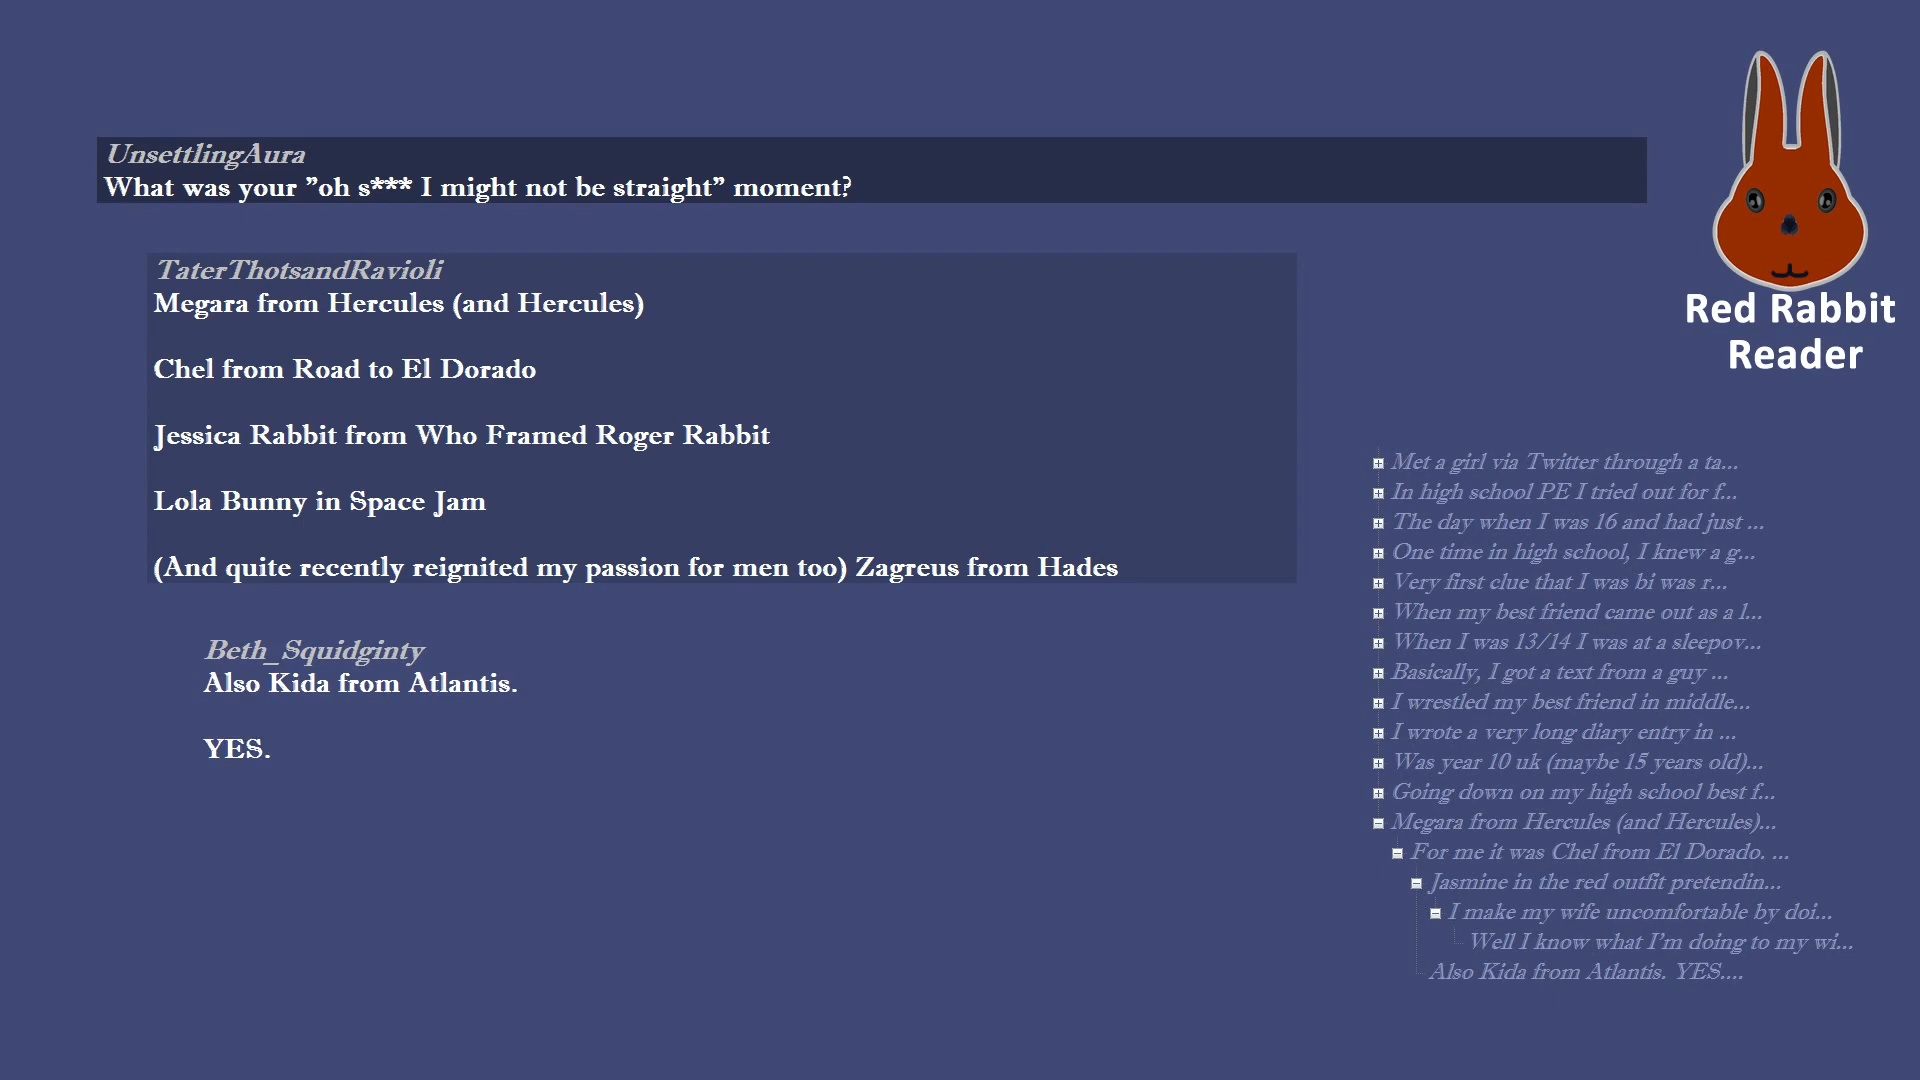 UnsettlingAura
What was your ”oh s*** I might not be straight” moment?
TaterThotsandRavioli
Megara from Hercules (and Hercules)
Chel from Road to El Dorado
Jessica Rabbit from Who Framed Roger Rabbit
Lola Bunny in Space Jam
(And quite recently reignited my passion for men too) Zagreus from Hades
Beth_Squidginty
Also Kida from Atlantis.
YES.
Red Rabbit
Reader
Met a girl via Twitter through a ta...
In high school PE I tried out for f...
The day when I was 16 and had just ...
One time in high school, I knew a g...
Very first clue that I was bi was r...
When my best friend came out as a l...
When I was 13/14 I was at a sleepov...
Basically, I got a text from a guy ...
I wrestled my best friend in middle...
I wrote a very long diary entry in ...
Was year 10 uk (maybe 15 years old)...
Going down on my high school best f...
Megara from Hercules (and Hercules)...
For me it was Chel from El Dorado. ...
Jasmine in the red outfit pretendin...
I make my wife uncomfortable by doi...
Well I know what I’m doing to my wi...
Also Kida from Atlantis. YES....